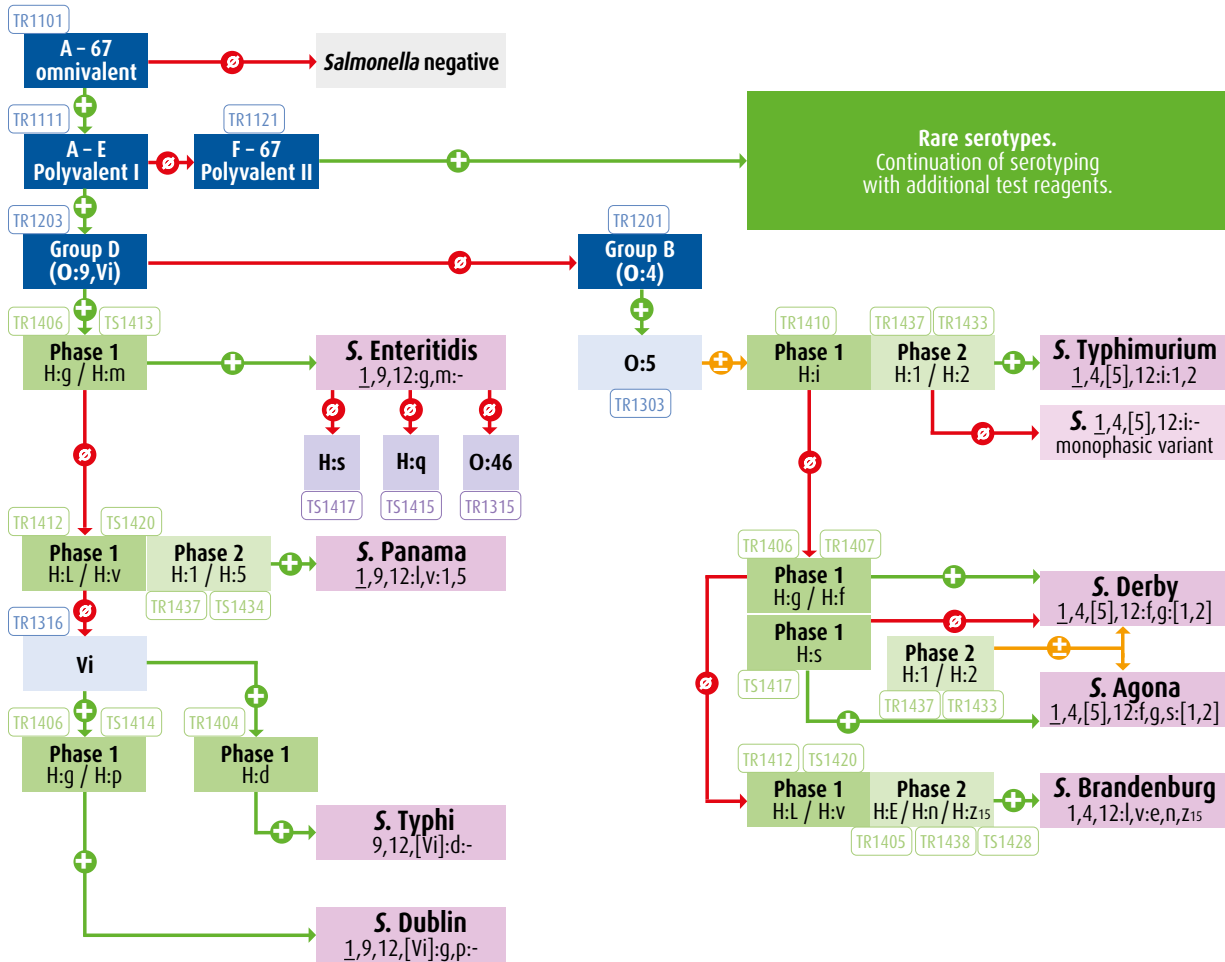 TR1101
A – 67
omnivalent
Salmonella negative
TR1111
A – E
Polyvalent I
TR1121
F – 67
Polyvalent II
Rare serotypes.
Continuation of serotyping
with additional test reagents.
TR1203
Group D
(O:9,Vi)
TR1201
Group B
(O:4)
TR1406
TS1413
Phase 1
H:g / H:m
S. Enteritidis
1,9,12:g,m:-
H:s
TS1417
H:q
TS1415
O:46
TR1315
O:5
TR1303
TR1410
Phase 1
H:i
TR1437
TR1433
Phase 2
H:1 / H:2
S. Typhimurium
1,4,[5],12:i:1,2
S. 1,4,[5],12:i:-
monophasic variant
TR1412
TS1420
Phase 1
H:L / H:v
Phase 2
H:1 / H:5
TR1437
TS1434
S. Panama
1,9,12:l,v:1,5
TR1406
TR1407
Phase 1
H:g / H:f
S. Derby
1,4,[5],12:f,g:[1,2]
Phase 1
H:s
TS1417
Phase 2
H:1 / H:2
TR1437
TR1433
S. Agona
1,4,[5],12:f,g,s:[1,2]
TR1316
Vi
TR1406
TS1414
Phase 1
H:g / H:p
TR1404
Phase 1
H:d
TR1412
TS1420
Phase 1
H:L / H:v
Phase 2
H:E / H:n / H:z15
TR1405
TR1438
TS1428
S. Brandenburg
1,4,12:l,v:e,n,z15
S. Typhi
9,12,[Vi]:d:-
S. Dublin
1,9,12,[Vi]:g,p:-